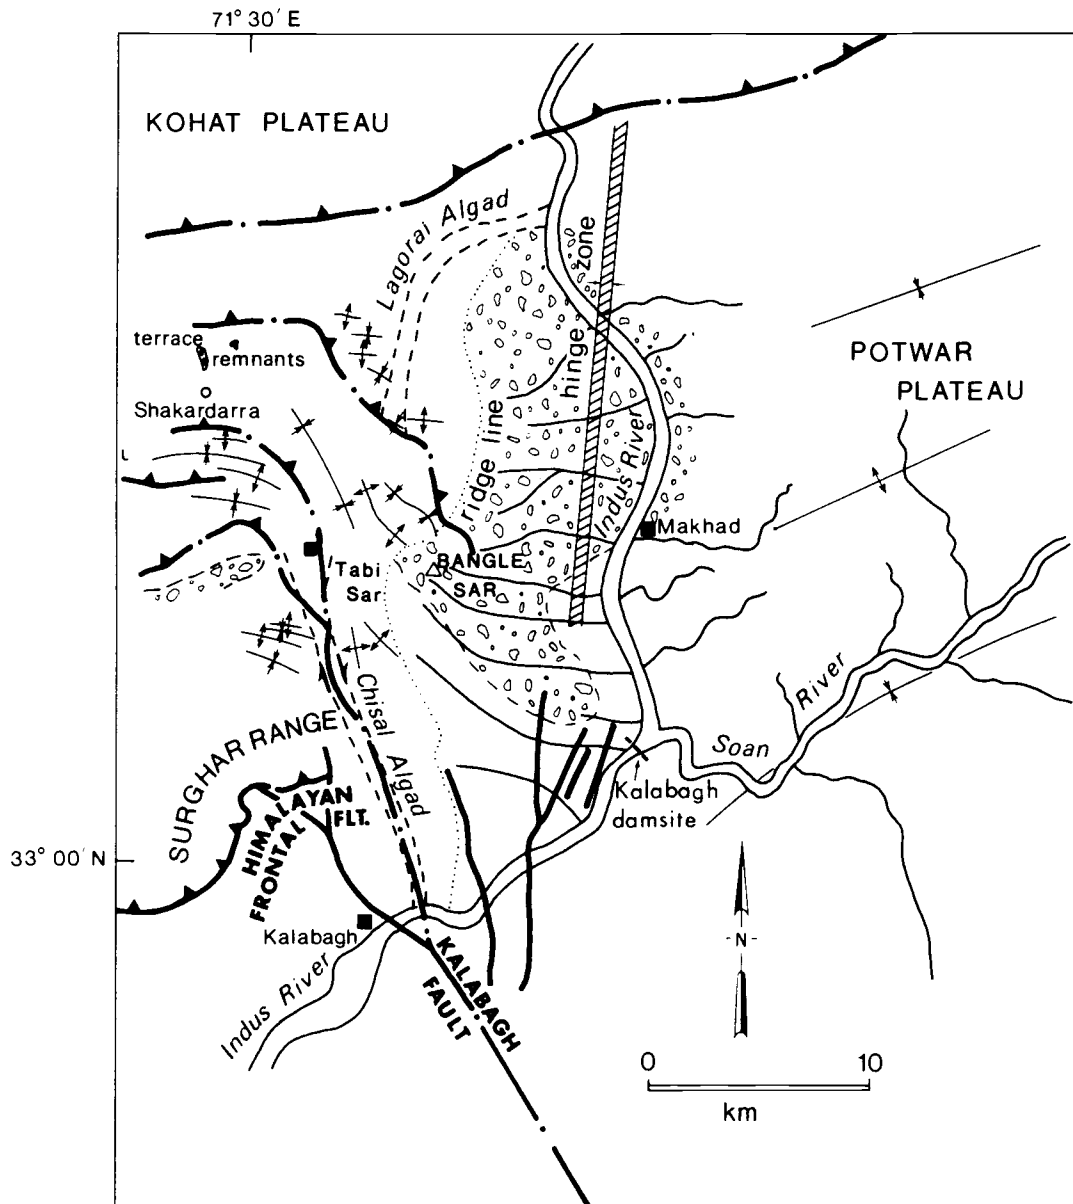 71° 30′ E
KOHAT PLATEAU
Lagorai Algad
zone
hinge
terrace
remnants
POTWAR
PLATEAU
Shakardarra
ridge line
L
Indus River
Makhad
Tabi
Sar
BANGLE
SAR
Chisal Algad
River
Soan
SURGHAR RANGE
Kalabagh
damsite
HIMALAYAN
FRONTAL
FLT.
33° 00′ N
Kalabagh
-N-
KALABAGH
FAULT
Indus River
0 10
km